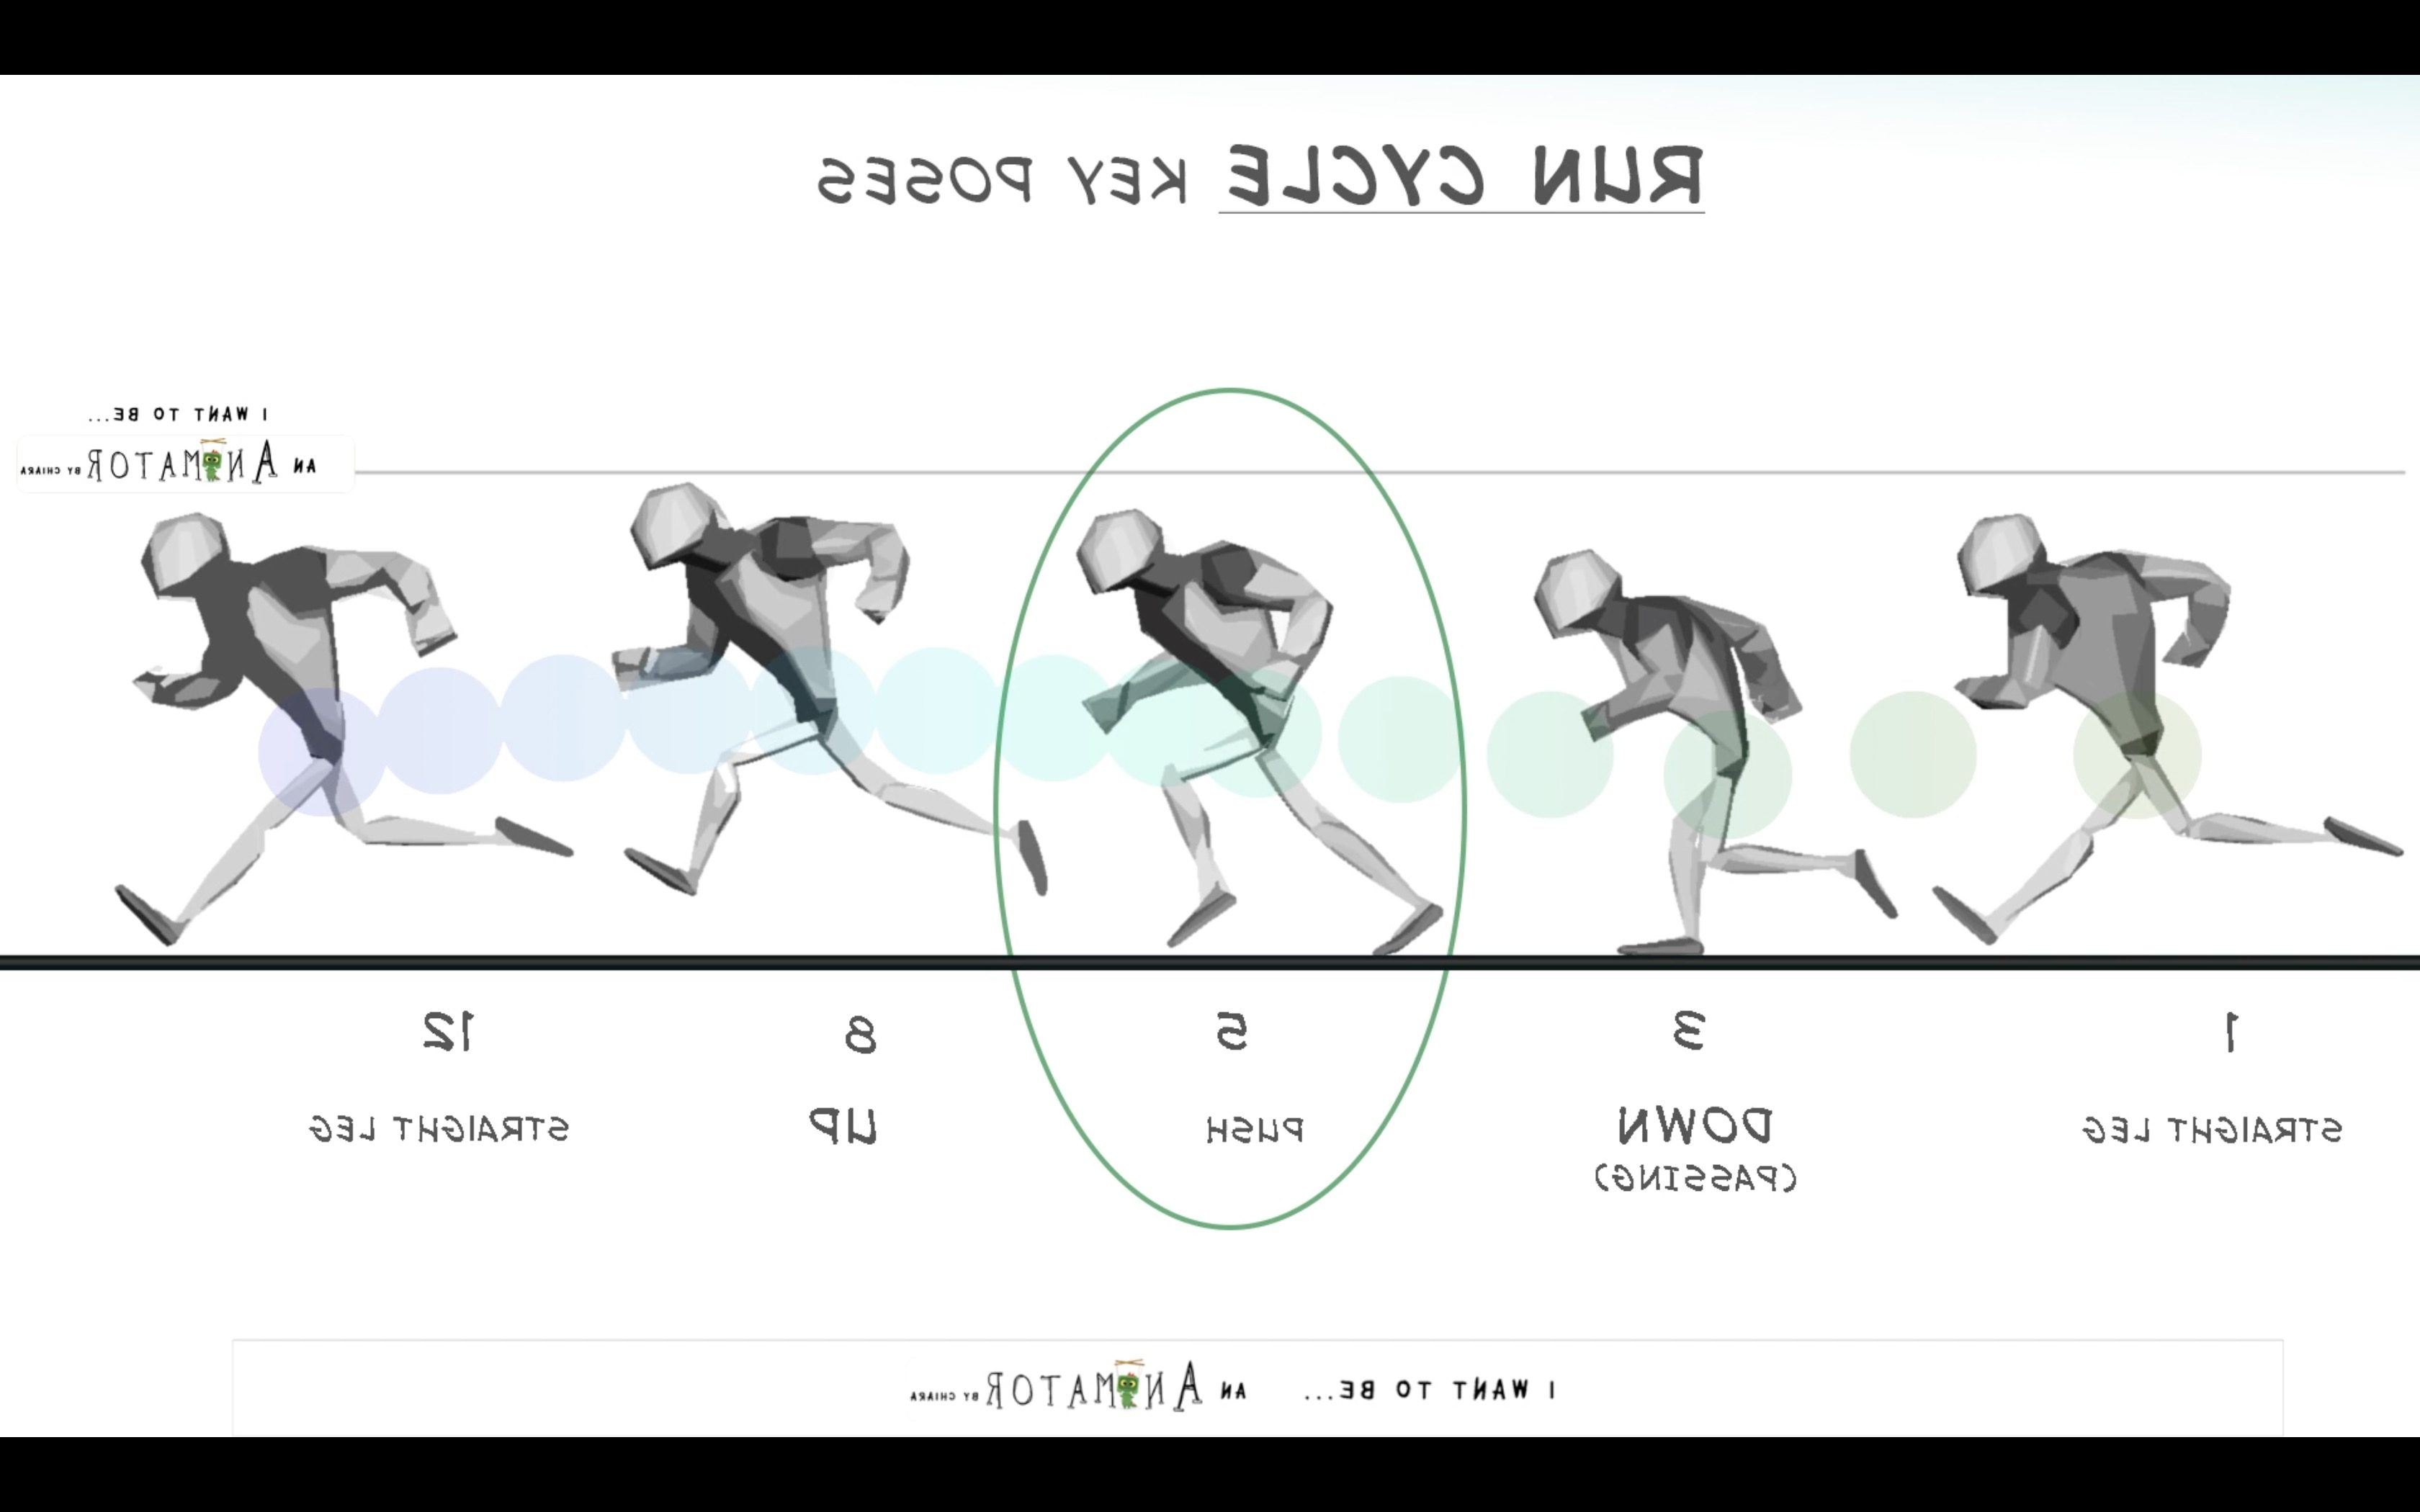 RUN CYCLE KEY POSES
I WANT TO BE...
AN ANIMATOR BY CHIARA
1 3 5 8 12
STRAIGHT LEG DOWN PUSH UP STRAIGHT LEG
(PASSING)
I WANT TO BE... AN ANIMATOR BY CHIARA